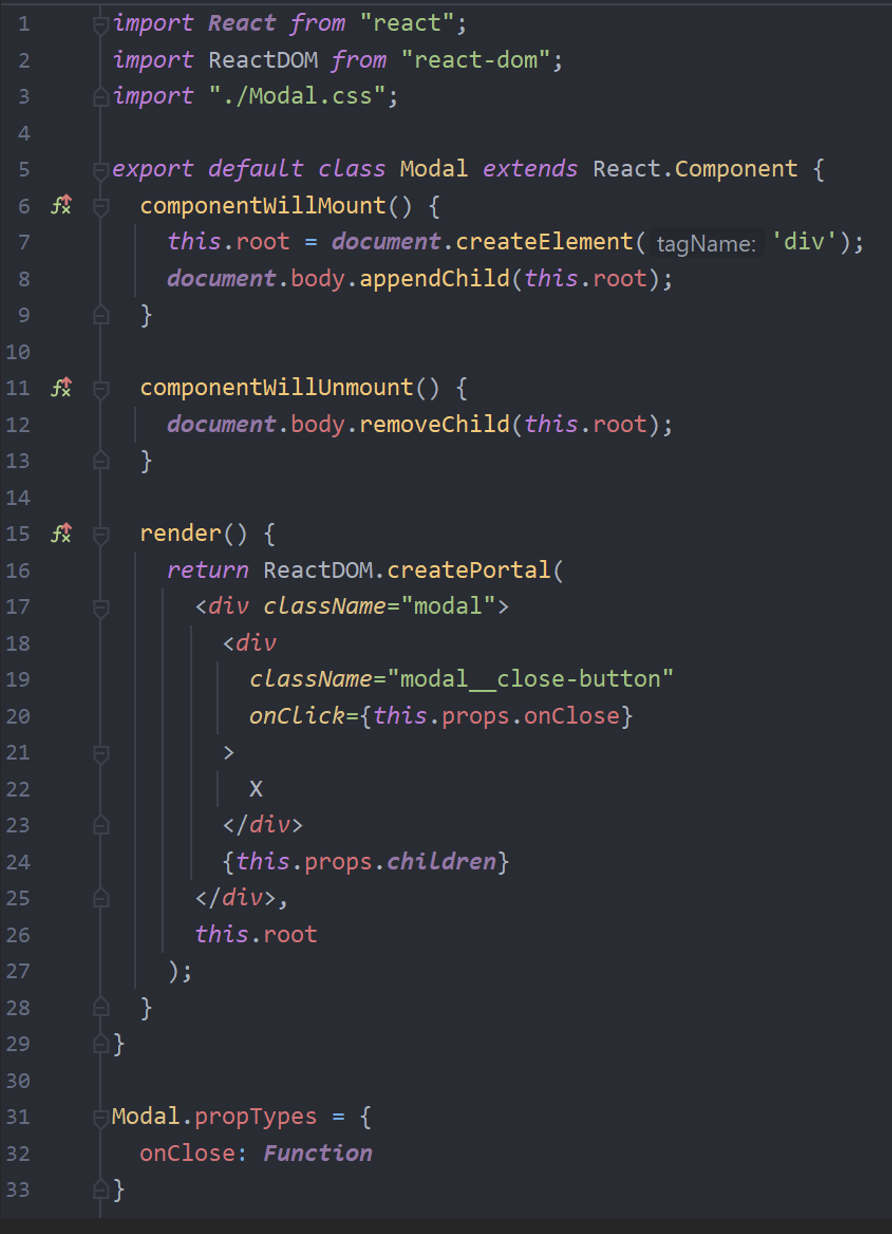 1 import React from "react";
2 import ReactDOM from "react-dom";
3 import "./Modal.css";
4
5 export default class Modal extends React.Component {
6   componentWillMount() {
7     this.root = document.createElement( tagName: 'div');
8     document.body.appendChild(this.root);
9   }
10
11   componentWillUnmount() {
12     document.body.removeChild(this.root);
13   }
14
15   render() {
16     return ReactDOM.createPortal(
17       <div className="modal">
18         <div
19           className="modal__close-button"
20           onClick={this.props.onClose}
21         >
22           X
23         </div>
24         {this.props.children}
25       </div>,
26       this.root
27     );
28   }
29 }
30
31 Modal.propTypes = {
32   onClose: Function
33 }